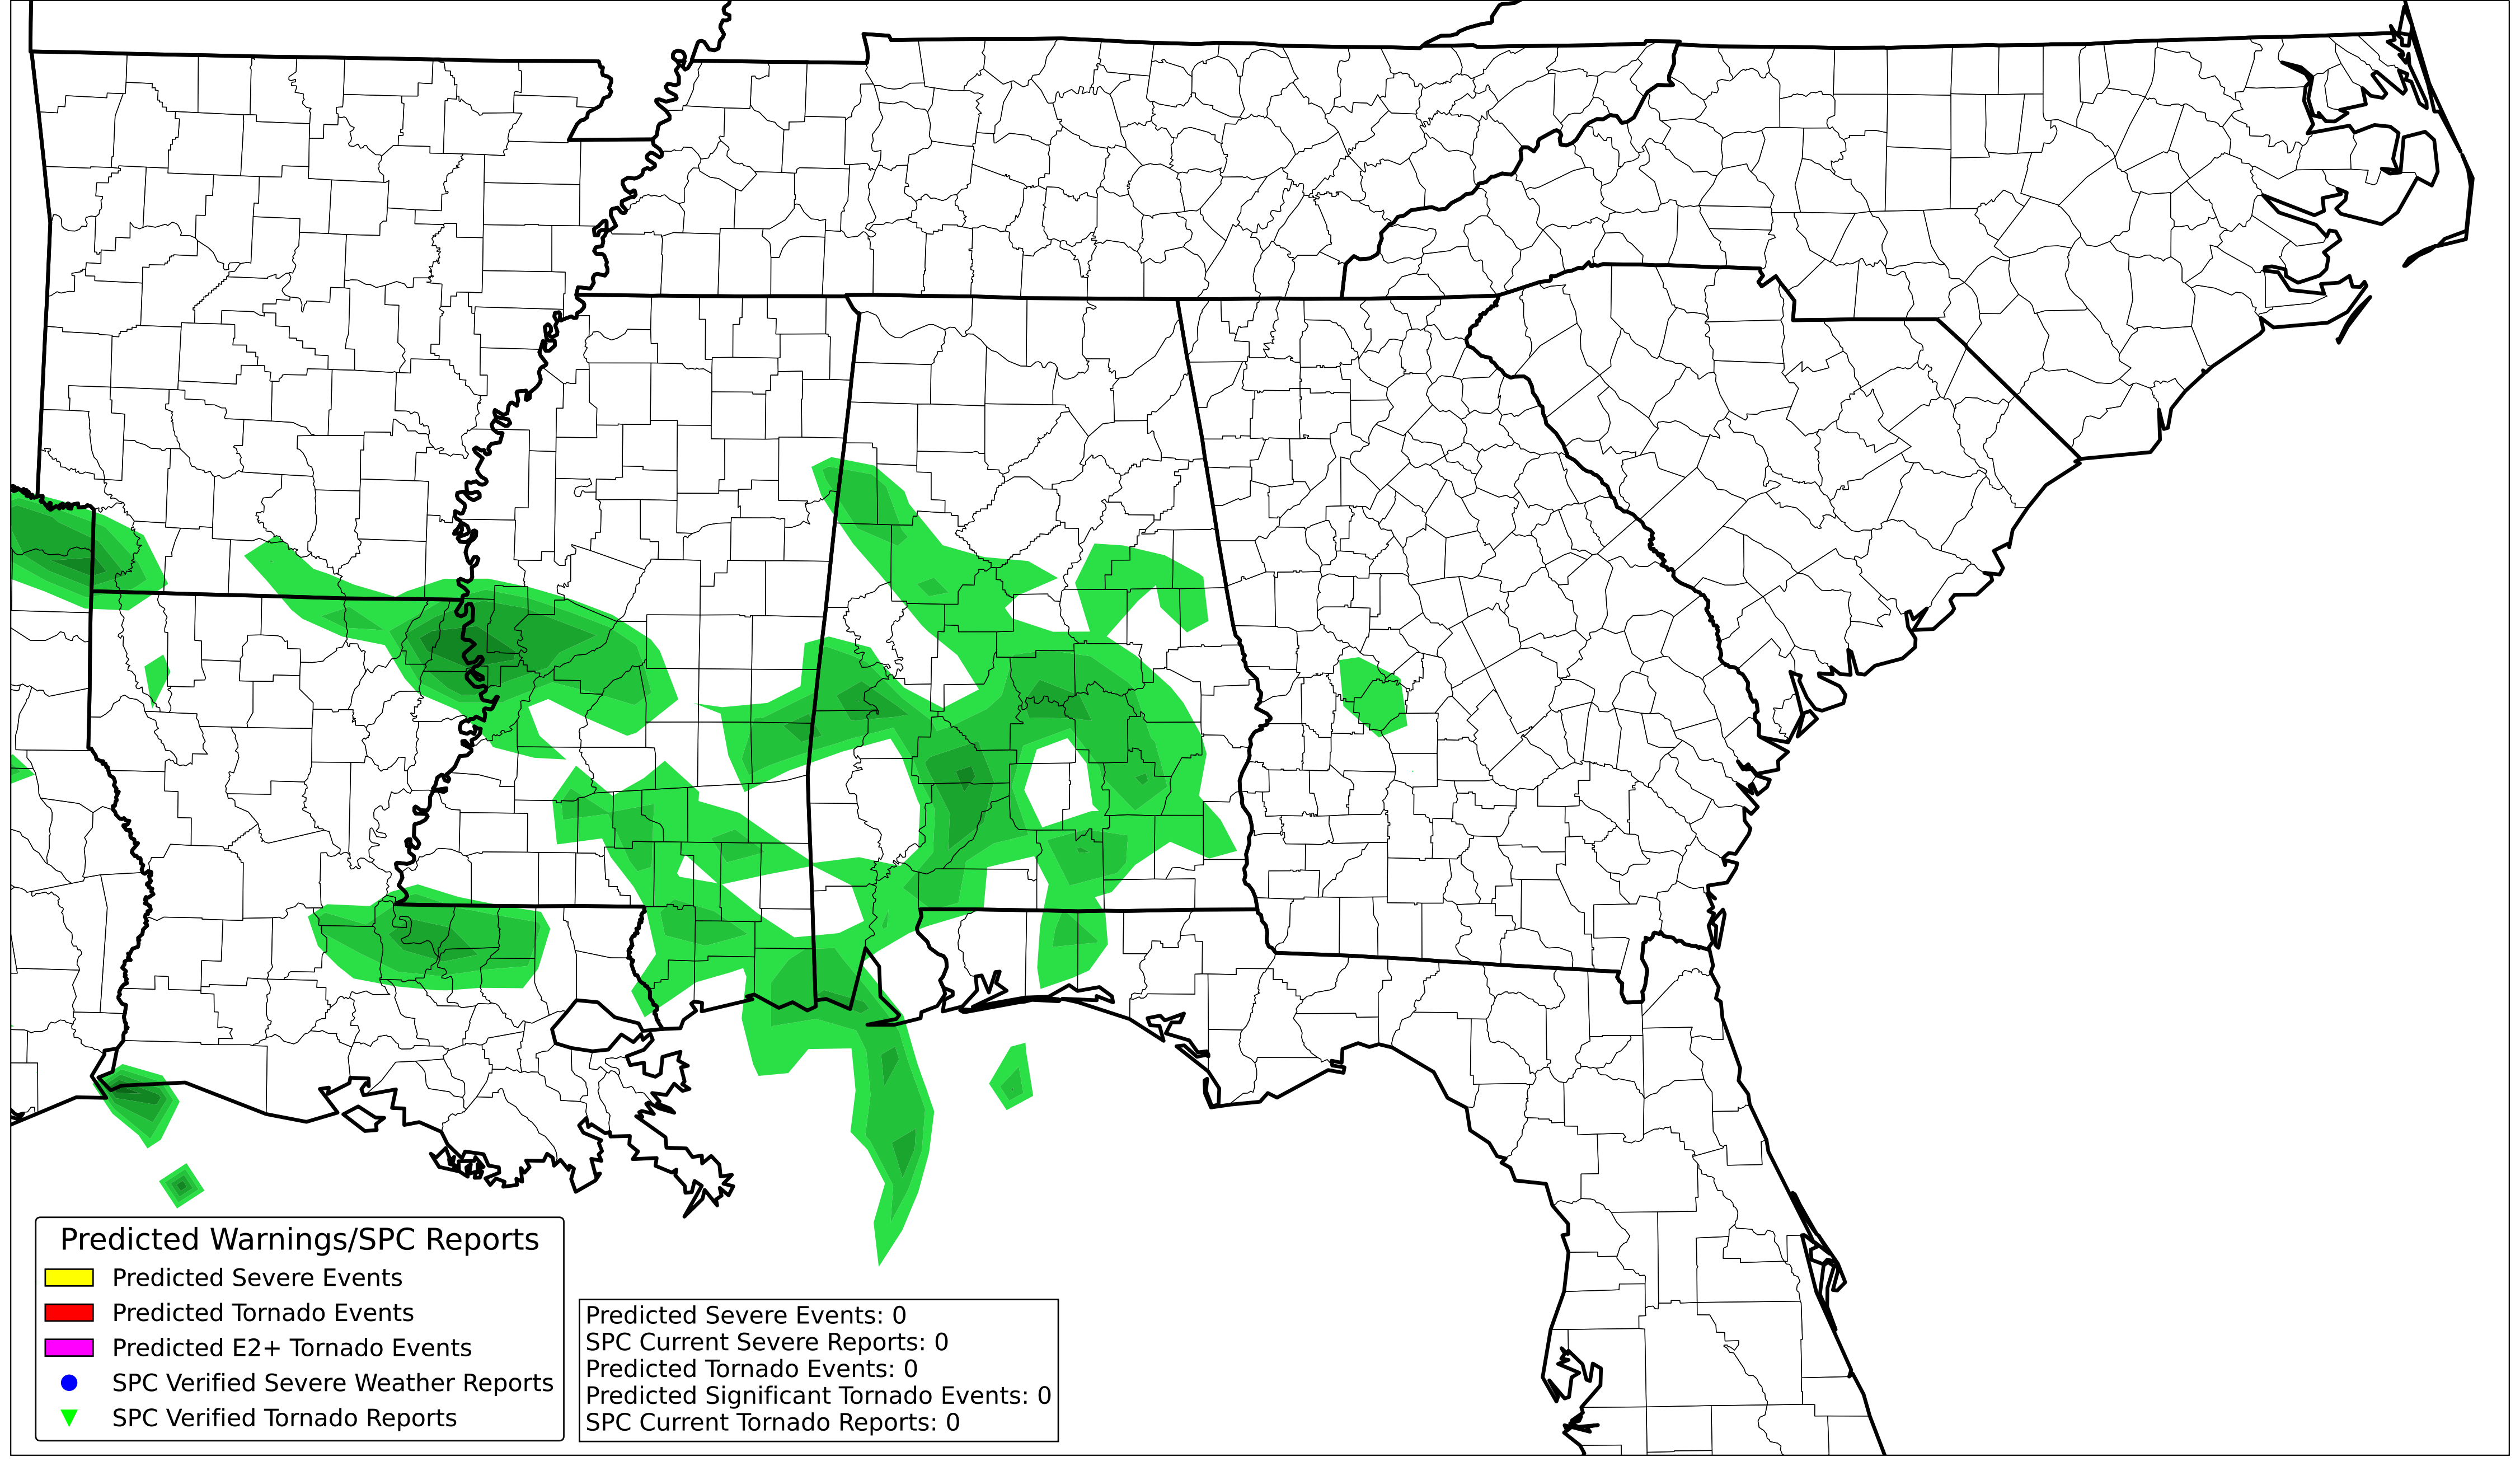 Predicted Warnings/SPC Reports
Predicted Severe Events
Predicted Tornado Events
Predicted E2+ Tornado Events
SPC Verified Severe Weather Reports
SPC Verified Tornado Reports
Predicted Severe Events: 0
SPC Current Severe Reports: 0
Predicted Tornado Events: 0
Predicted Significant Tornado Events: 0
SPC Current Tornado Reports: 0